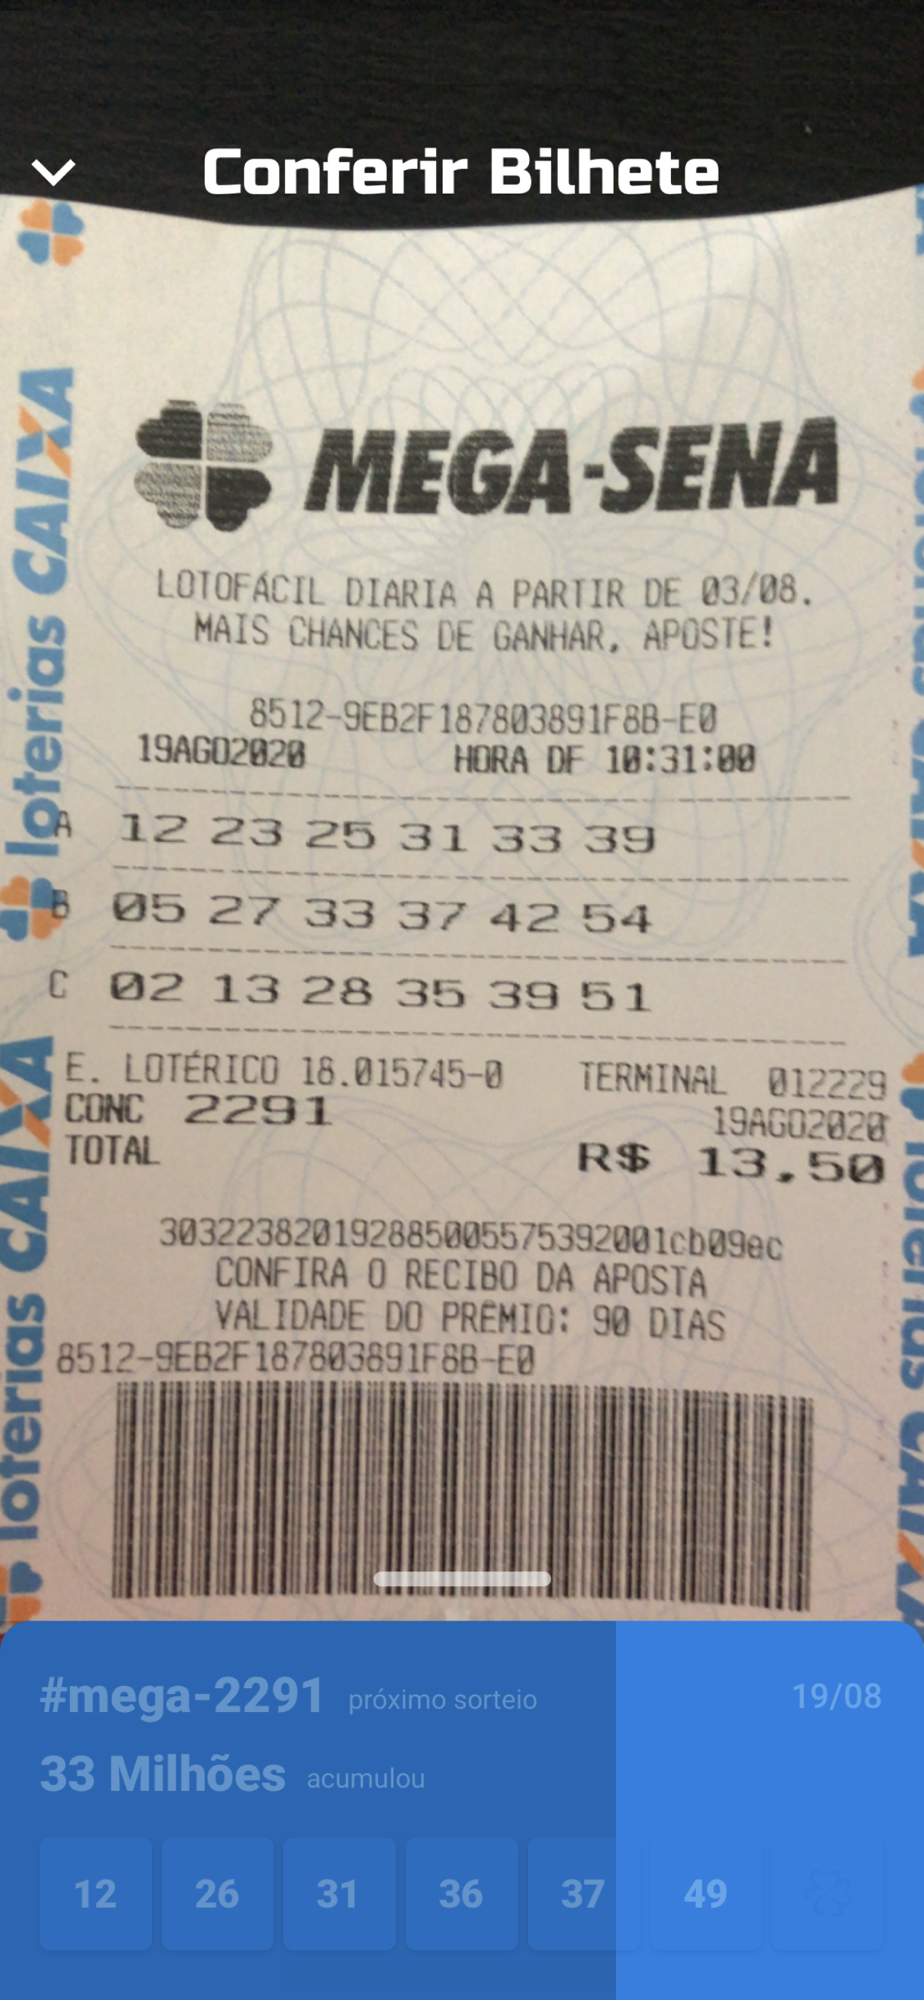 Conferir Bilhete
loterias CAIXA
loterias CAIXA
MEGA-SENA
LOTOFÁCIL DIARIA A PARTIR DE 03/08.
MAIS CHANCES DE GANHAR, APOSTE!
8512-9EB2F187803891F8B-E0
19AGO2020 HORA DF 10:31:00
A 12 23 25 31 33 39
B 05 27 33 37 42 54
C 02 13 28 35 39 51
E. LOTÉRICO 18.015745-0 TERMINAL 012229
CONC 2291 19AGO2020
TOTAL R$ 13,50
303223820192885005575392001cb09ec
CONFIRA O RECIBO DA APOSTA
VALIDADE DO PRÊMIO: 90 DIAS
8512-9EB2F187803891F8B-E0
#mega-2291 próximo sorteio 19/08
33 Milhões acumulou
12 26 31 36 37 49